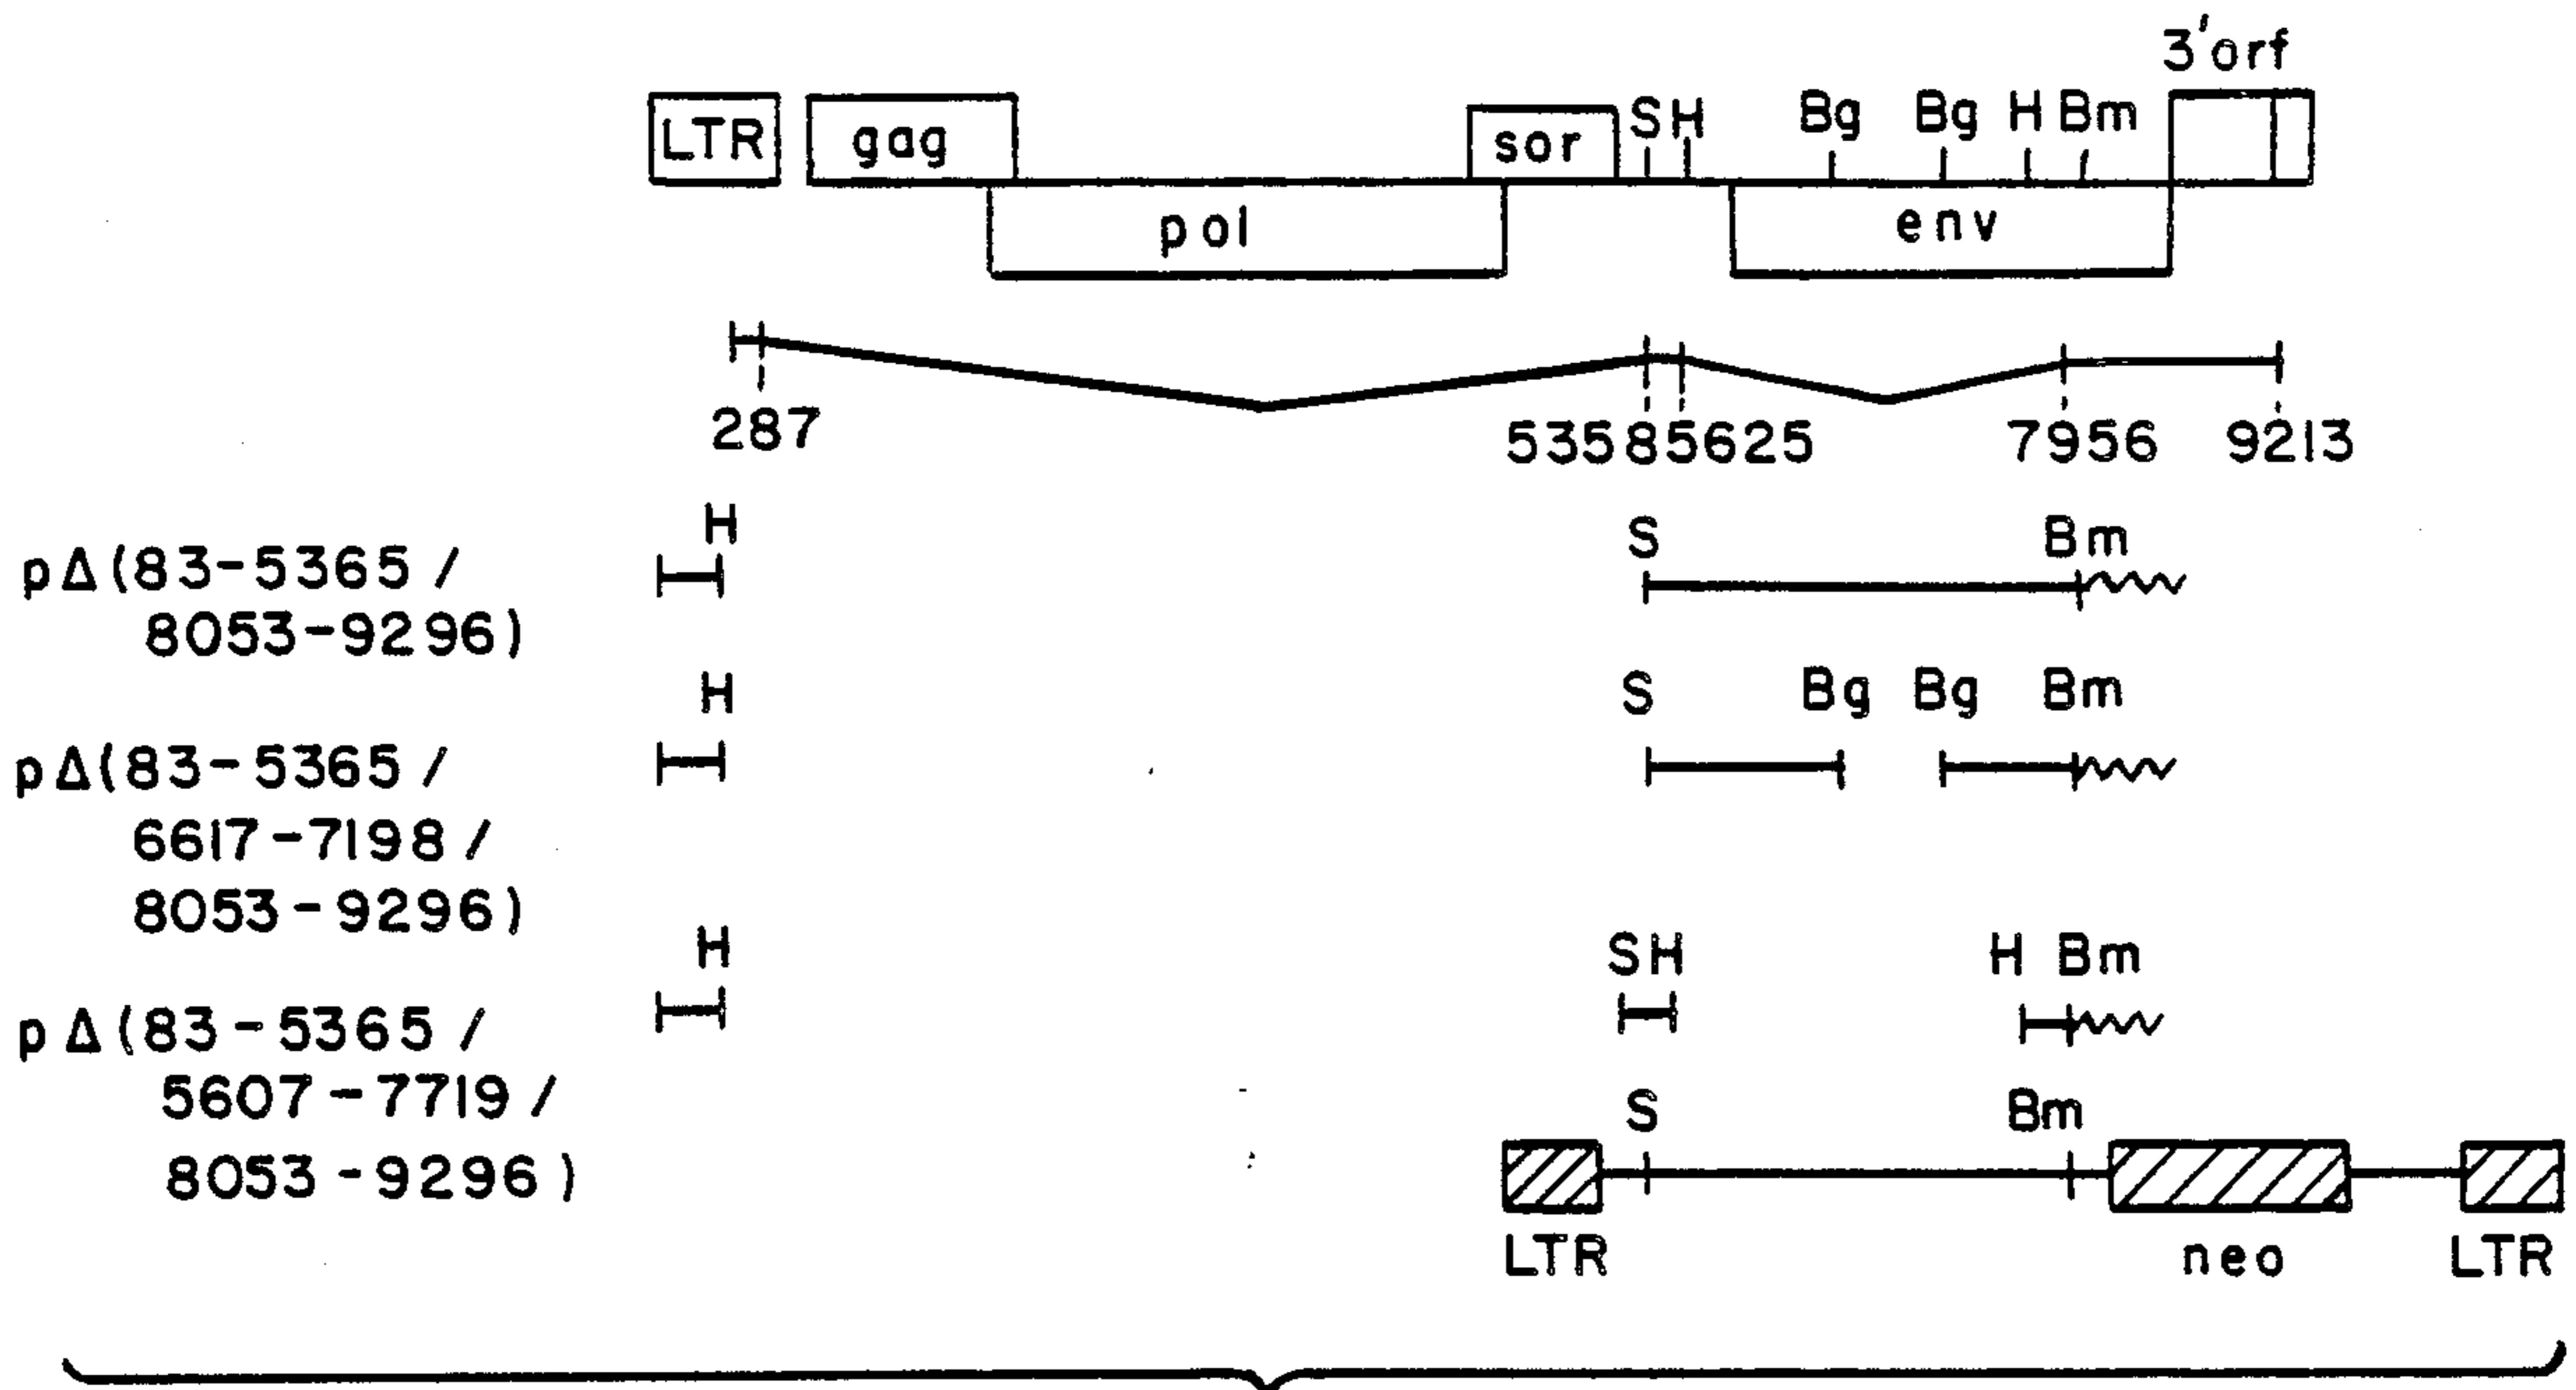 3'orf
LTR gag sor S H Bg Bg H Bm
pol env
287 5358 5625 7956 9213
H S Bm
pΔ(83-5365 /
8053-9296)
H S Bg Bg Bm
pΔ(83-5365 /
6617-7198 /
8053-9296)
H SH H Bm
pΔ(83-5365 /
5607-7719 /
8053-9296)
S Bm
LTR neo LTR